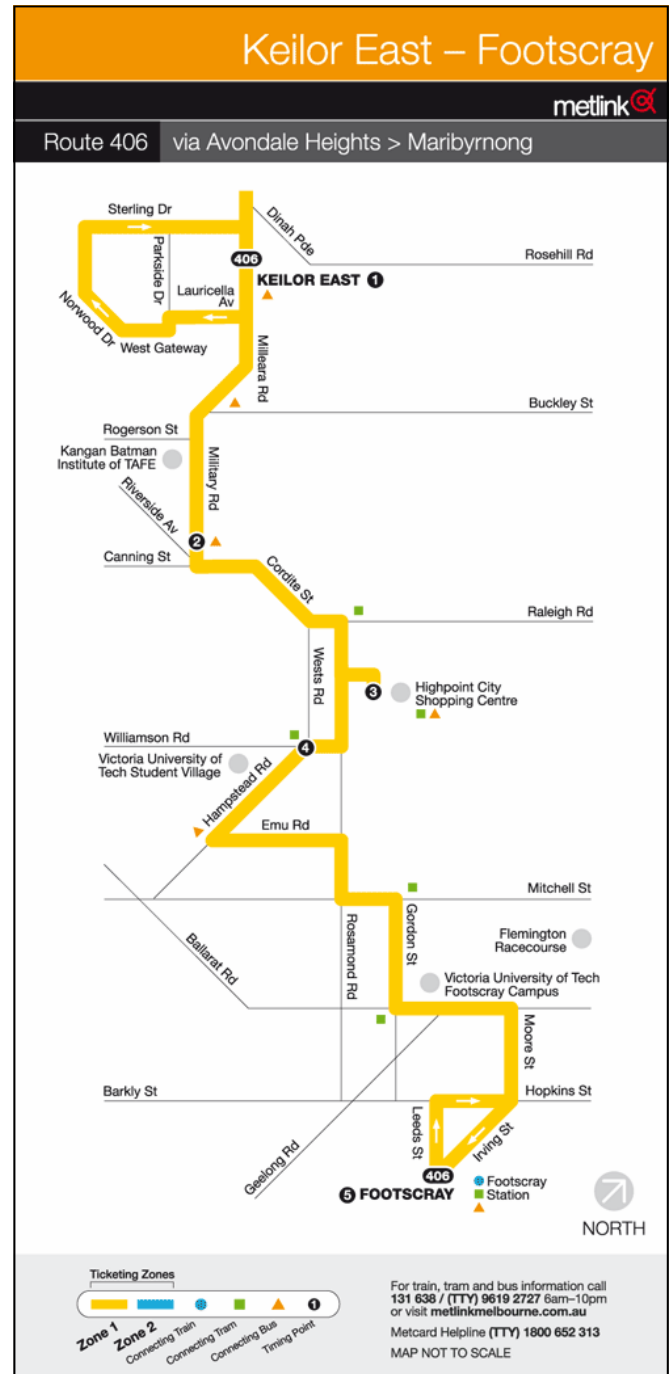 Keilor East – Footscray
metlink
Route 406
via Avondale Heights > Maribyrnong
Sterling Dr
Dinah Pde
Parkside Dr
Rosehill Rd
406
KEILOR EAST 1
Lauricella
Av
Norwood Dr
West Gateway
Milleara Rd
Buckley St
Rogerson St
Kangan Batman
Institute of TAFE
Military Rd
Riverside Av
2
Canning St
Cordite St
Raleigh Rd
Wests Rd
3
Highpoint City
Shopping Centre
Williamson Rd
4
Victoria University of
Tech Student Village
Hampstead Rd
Emu Rd
Mitchell St
Gordon St
Rosamond Rd
Flemington
Racecourse
Ballarat Rd
Victoria University of Tech
Footscray Campus
Moore St
Barkly St
Hopkins St
Leeds St
Irving St
Geelong Rd
406
5 FOOTSCRAY
Footscray
Station
NORTH
Ticketing Zones
1
Zone 1
Zone 2
Connecting Train
Connecting Tram
Connecting Bus
Timing Point
For train, tram and bus information call
131 638 / (TTY) 9619 2727 6am–10pm
or visit metlinkmelbourne.com.au
Metcard Helpline (TTY) 1800 652 313
MAP NOT TO SCALE